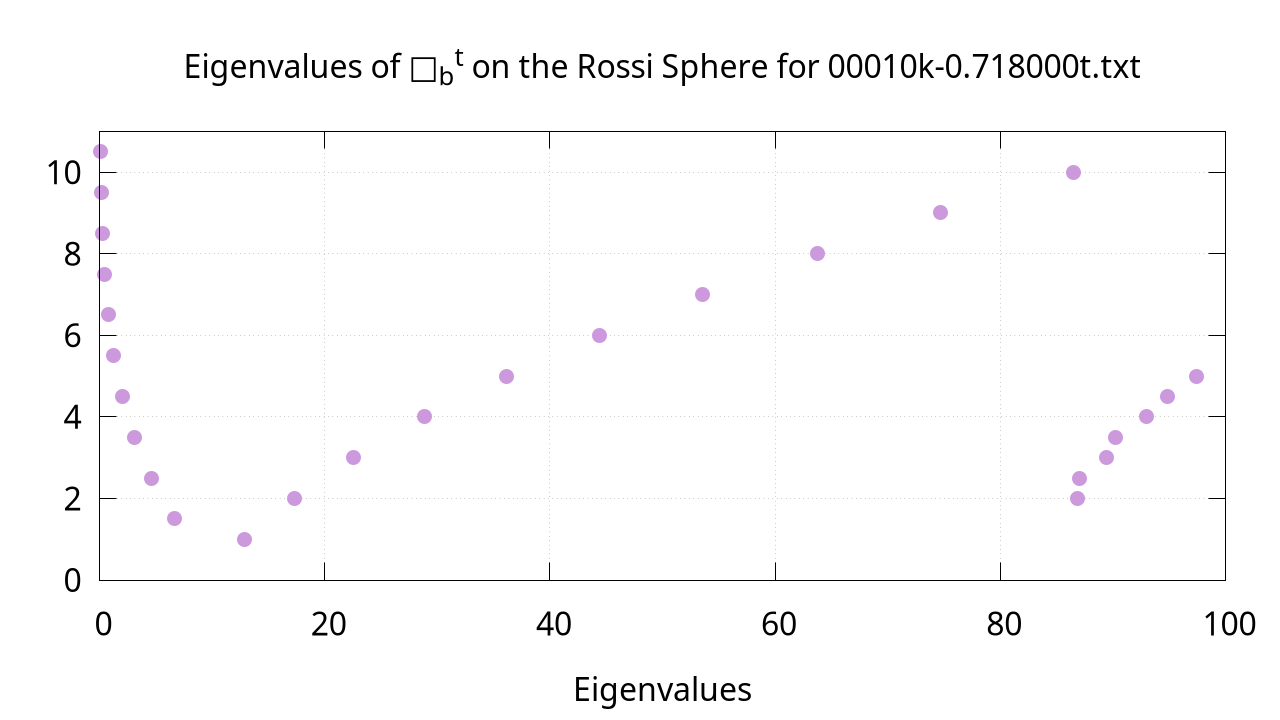 Eigenvalues of □bt on the Rossi Sphere for 00010k-0.718000t.txt
10
8
6
4
2
0
0 20 40 60 80 100
Eigenvalues